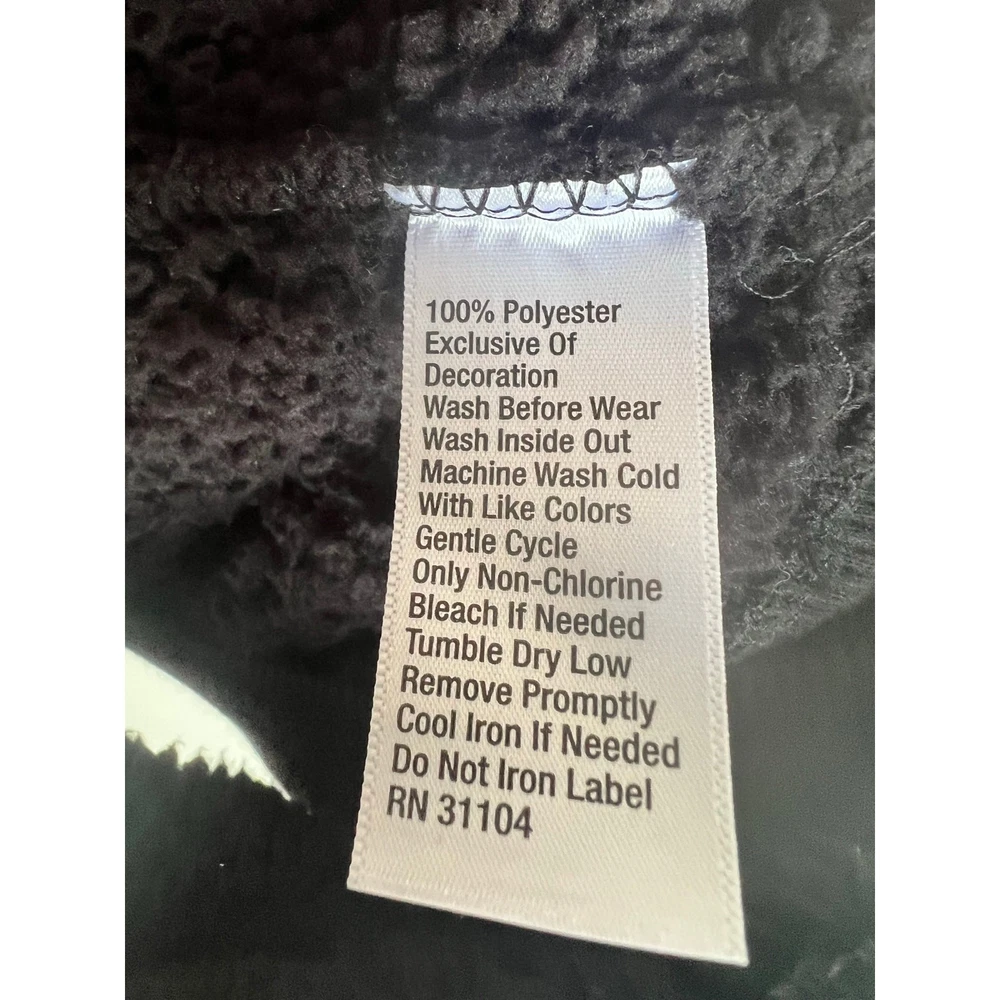 100% Polyester
Exclusive Of
Decoration
Wash Before Wear
Wash Inside Out
Machine Wash Cold
With Like Colors
Gentle Cycle
Only Non-Chlorine
Bleach If Needed
Tumble Dry Low
Remove Promptly
Cool Iron If Needed
Do Not Iron Label
RN 31104